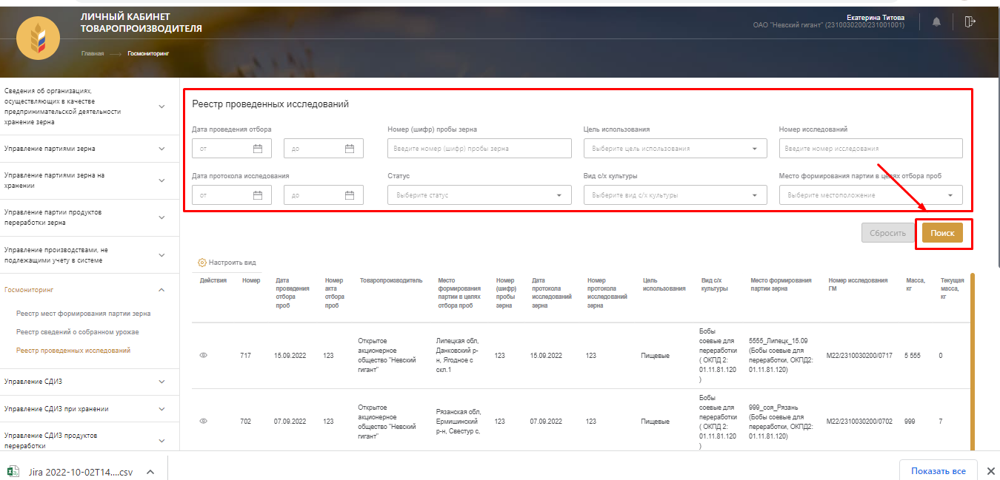 ЛИЧНЫЙ КАБИНЕТ
ТОВАРОПРОИЗВОДИТЕЛЯ
Екатерина Титова
ОАО "Невский гигант" (2310030200/231001001)
Главная
Госмониторинг
Сведения об организациях,
осуществляющих в качестве
предпринимательской деятельности
хранение зерна
Управление партиями зерна
Управление партиями зерна на
хранении
Управление партии продуктов
переработки зерна
Управление производствами, не
подлежащими учету в системе
Госмониторинг
Реестр мест формирования партии зерна
Реестр сведений о собранном урожае
Реестр проведенных исследований
Управление СДИЗ
Управление СДИЗ при хранении
Управление СДИЗ продуктов
переработки
Реестр проведенных исследований
Дата проведения отбора
Номер (шифр) пробы зерна
Цель использования
Номер исследований
от
до
Введите номер (шифр) пробы зерна
Выберите цель использования
Введите номер исследования
Дата протокола исследования
Статус
Вид с/х культуры
Место формирования партии в целях отбора проб
от
до
Выберите статус
Выберите вид с/х культуры
Выберите местоположение
Сбросить
Поиск
Настроить вид
Действия
Номер
Дата
проведения
отбора
проб
Номер
акта
отбора
проб
Товаропроизводитель
Место
формирования
партии в целях
отбора проб
Номер
(шифр)
пробы
зерна
Дата
протокола
исследований
зерна
Номер
протокола
исследований
зерна
Цель
использования
Вид с/х
культуры
Место формирования
партии зерна
Номер исследования
ГМ
Масса,
кг
Текущая
масса,
кг
717
15.09.2022
123
Открытое
акционерное
общество "Невский
гигант"
Липецкая обл,
Данковский р-
н, Ягодное с
скл.1
123
15.09.2022
123
Пищевые
Бобы
соевые для
переработки
( ОКПД 2:
01.11.81.120
)
5555_Липецк_15.09
(Бобы соевые для
переработки, ОКПД2:
01.11.81.120)
М22/2310030200/0717
5 555
0
702
07.09.2022
123
Открытое
акционерное
общество "Невский
гигант"
Рязанская обл,
Ермишинский
р-н, Свестур с,
123
07.09.2022
123
Пищевые
Бобы
соевые для
переработки
( ОКПД 2:
01.11.81.120
)
999_соя_Рязань
(Бобы соевые для
переработки, ОКПД2:
01.11.81.120)
М22/2310030200/0702
999
7
Jira 2022-10-02T14....csv
Показать все